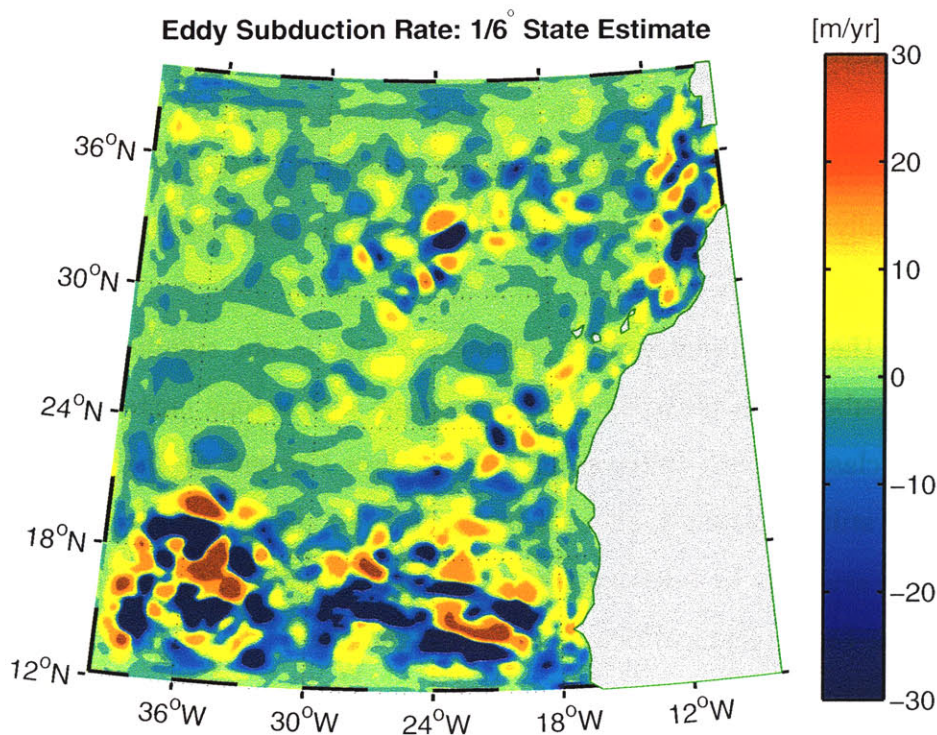 Eddy Subduction Rate: 1/6° State Estimate
[m/yr]
30
20
10
0
−10
−20
−30
36°N
30°N
24°N
18°N
12°N
36°W
30°W
24°W
18°W
12°W